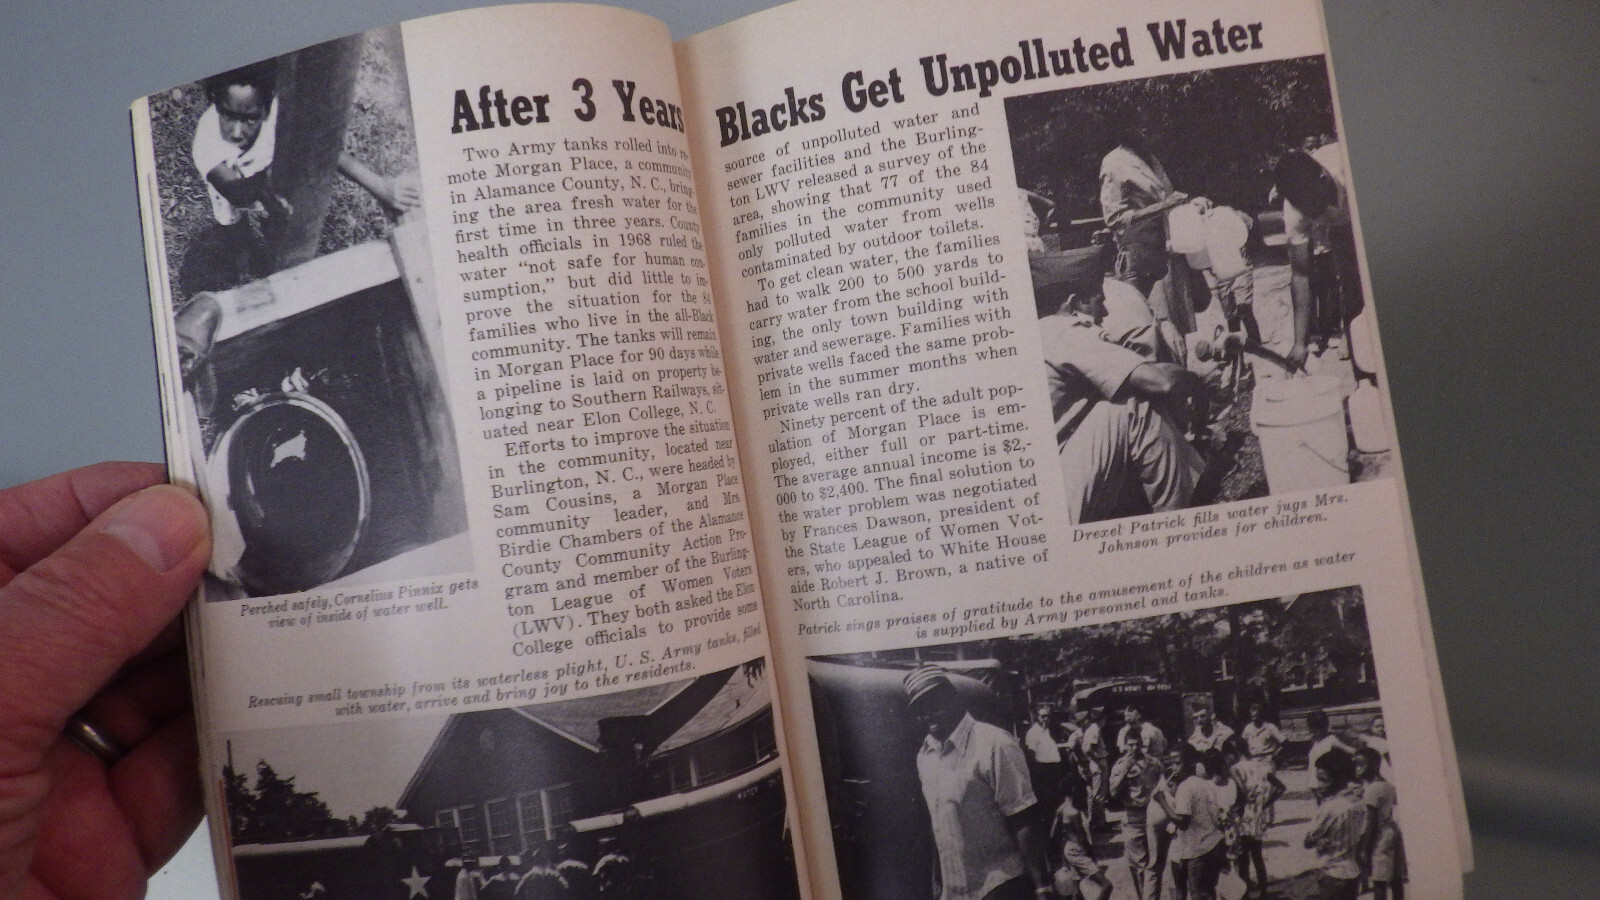 After 3 Years Blacks Get Unpolluted Water
Two Army tanks rolled into re-
mote Morgan Place, a community
in Alamance County, N. C., bring-
ing the area fresh water for the
first time in three years. County
health officials in 1968 ruled the
water “not safe for human con-
sumption,” but did little to im-
prove the situation for the 84
families who live in the all-Black
community. The tanks will remain
in Morgan Place for 90 days while
a pipeline is laid on property be-
longing to Southern Railways, sit-
uated near Elon College, N. C.
Efforts to improve the situation
in the community, located near
Burlington, N. C., were headed by
Sam Cousins, a Morgan Place
community leader, and Mrs.
Birdie Chambers of the Alamance
County Community Action Pro-
gram and member of the Burling-
ton League of Women Voters
(LWV). They both asked the Elon
College officials to provide some
Perched safely, Cornelius Pinnix gets
view of inside of water well.
Rescuing small township from its waterless plight, U. S. Army tanks, filled
with water, arrive and bring joy to the residents.
source of unpolluted water and
sewer facilities and the Burling-
ton LWV released a survey of the
area, showing that 77 of the 84
families in the community used
only polluted water from wells
contaminated by outdoor toilets.
To get clean water, the families
had to walk 200 to 500 yards to
carry water from the school build-
ing, the only town building with
water and sewerage. Families with
private wells faced the same prob-
lem in the summer months when
private wells ran dry.
Ninety percent of the adult pop-
ulation of Morgan Place is em-
ployed, either full or part-time.
The average annual income is $2,-
000 to $2,400. The final solution to
the water problem was negotiated
by Frances Dawson, president of
the State League of Women Vot-
ers, who appealed to White House
aide Robert J. Brown, a native of
North Carolina.
Drexel Patrick fills water jugs Mrs.
Johnson provides for children.
Patrick sings praises of gratitude to the amusement of the children as water
is supplied by Army personnel and tanks.
U S ARMY